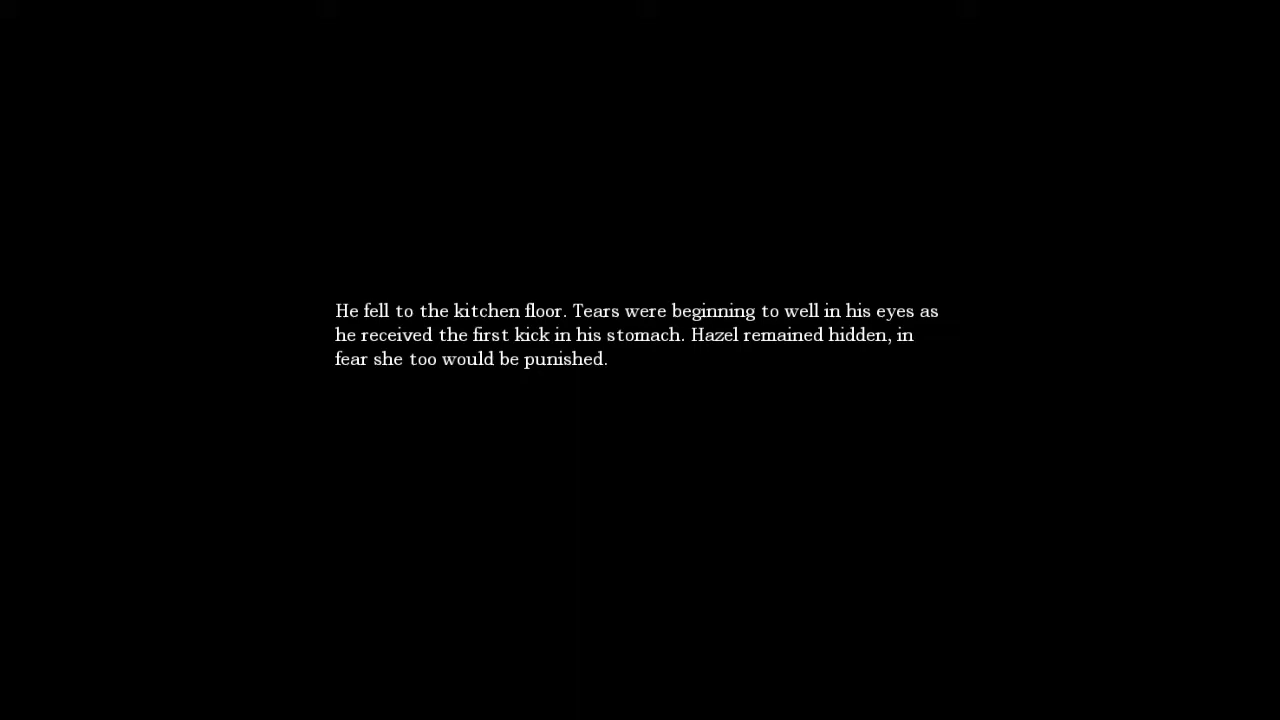 He fell to the kitchen floor. Tears were beginning to well in his eyes as
he received the first kick in his stomach. Hazel remained hidden, in
fear she too would be punished.